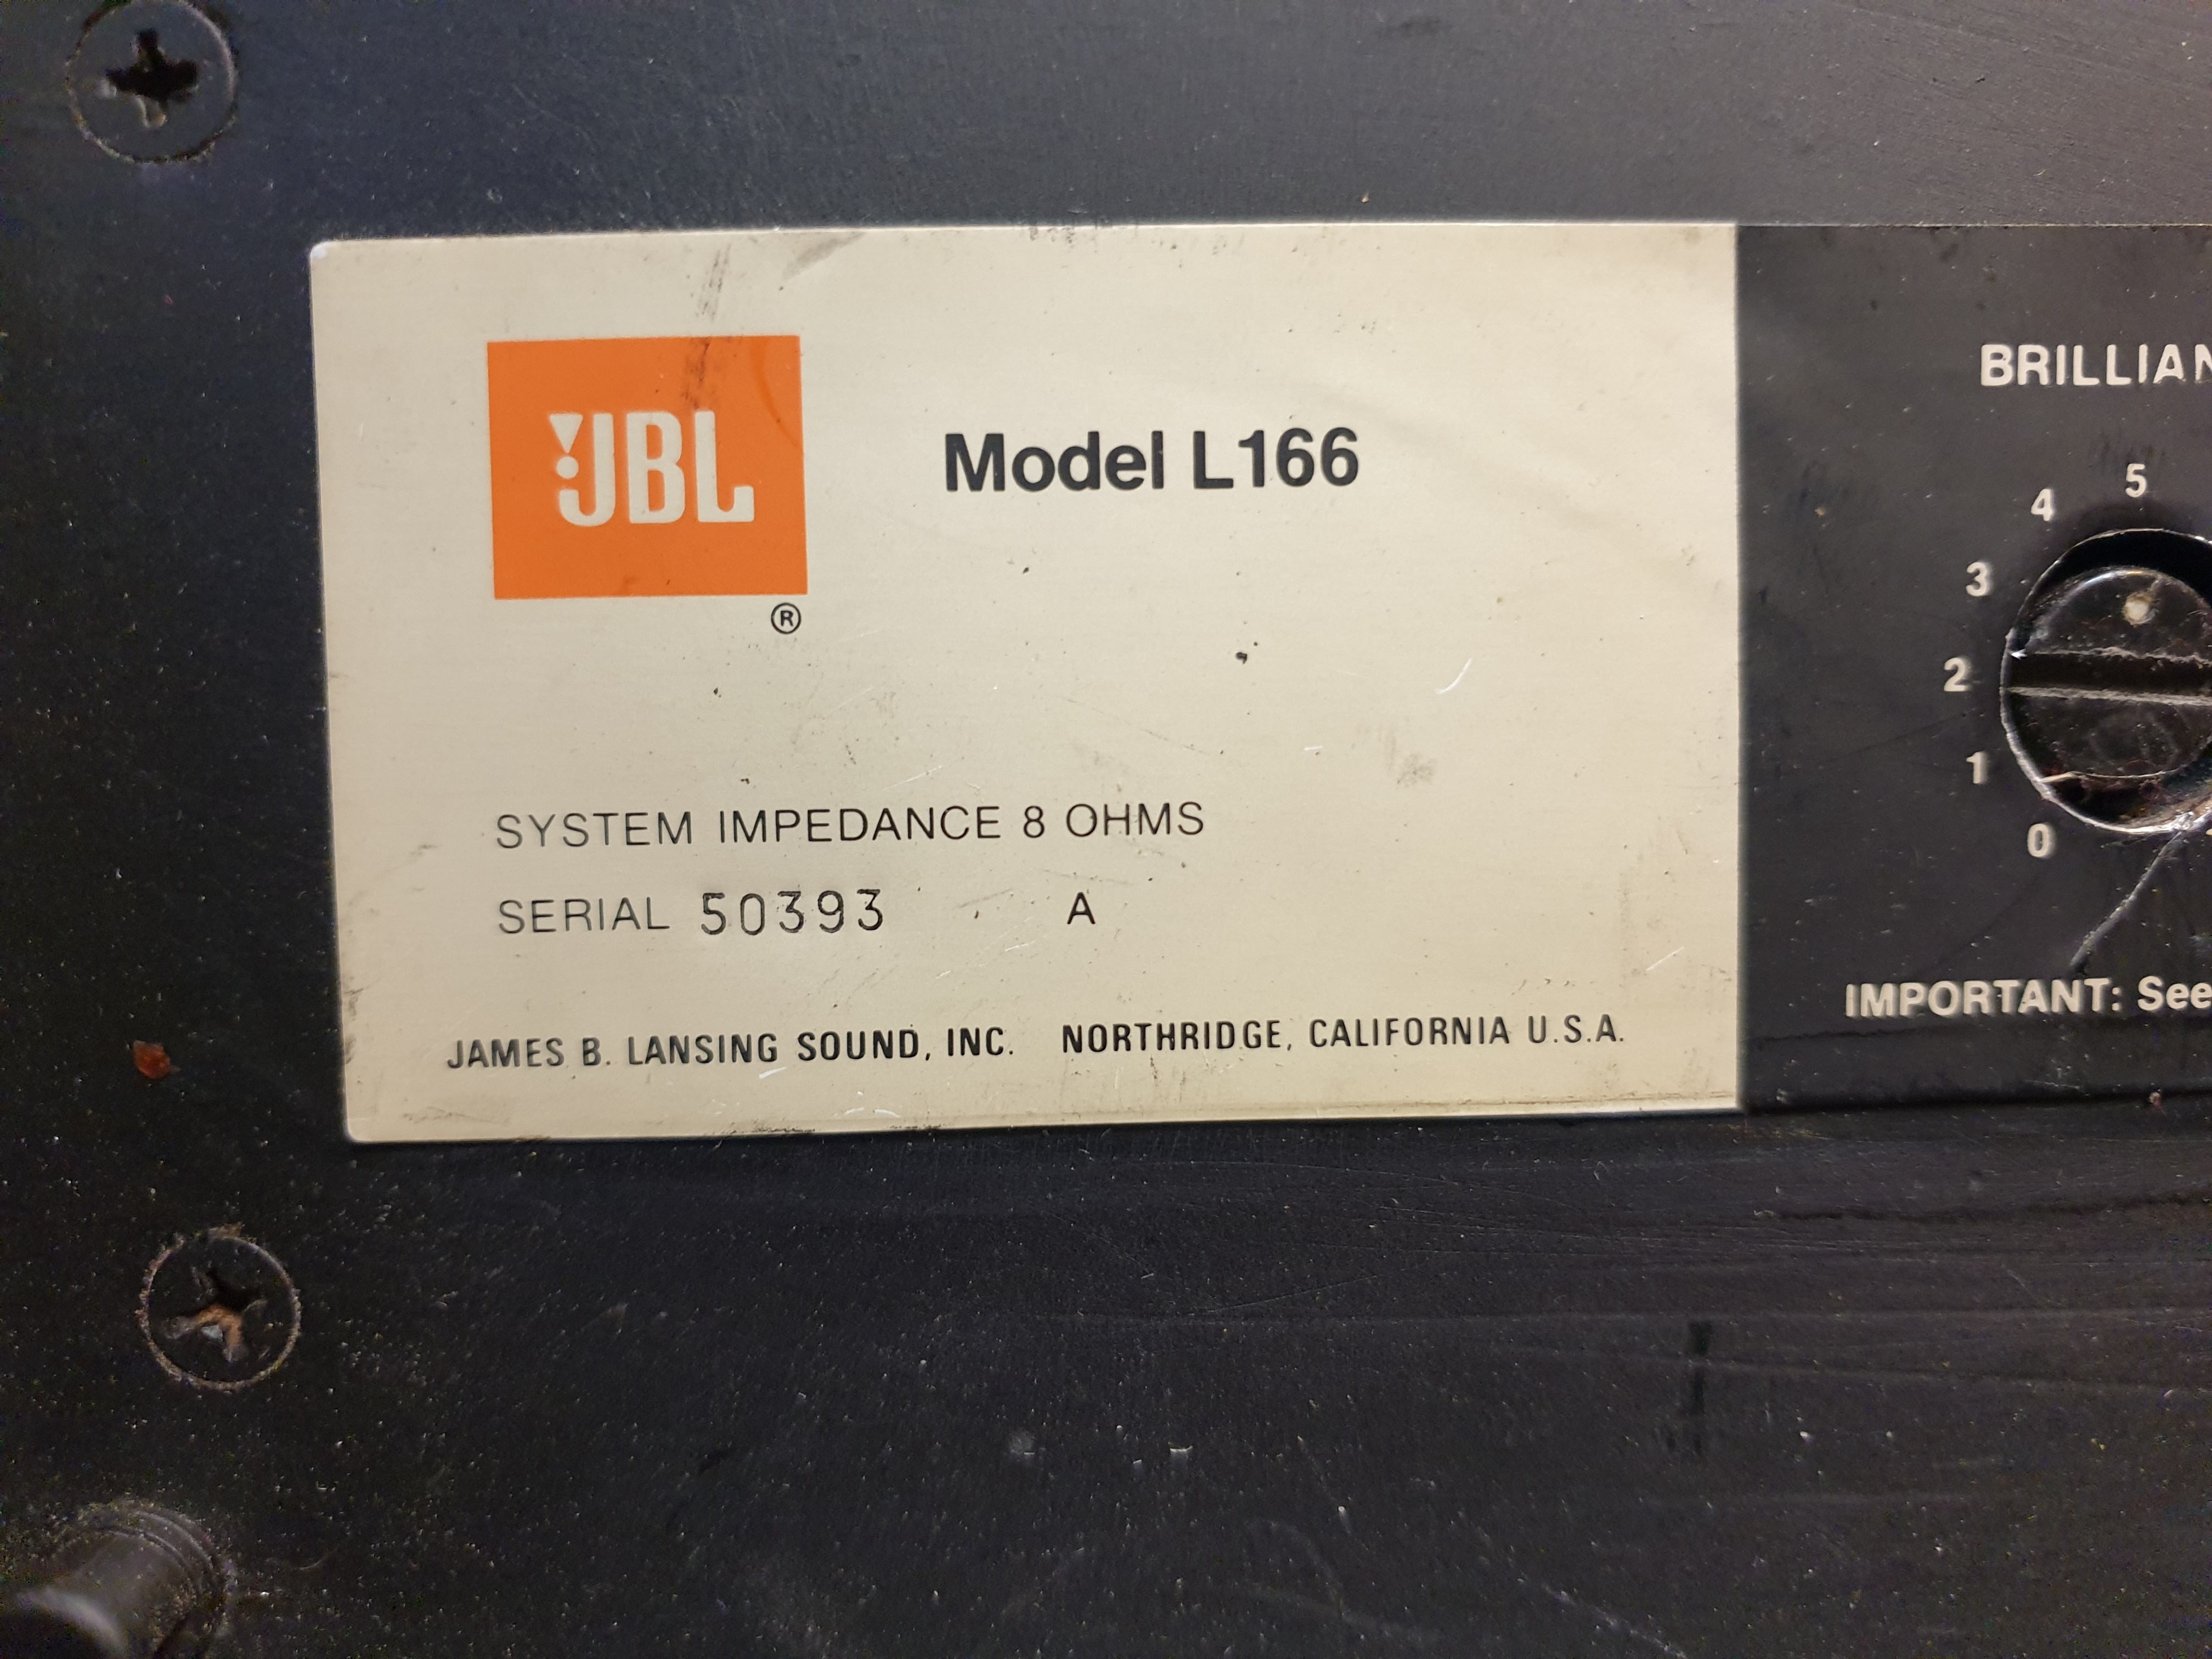 JBL
®
Model L166
SYSTEM IMPEDANCE 8 OHMS
SERIAL 50393 A
JAMES B. LANSING SOUND, INC. NORTHRIDGE, CALIFORNIA U.S.A.
BRILLIAN
5
4
3
2
1
0
IMPORTANT: See